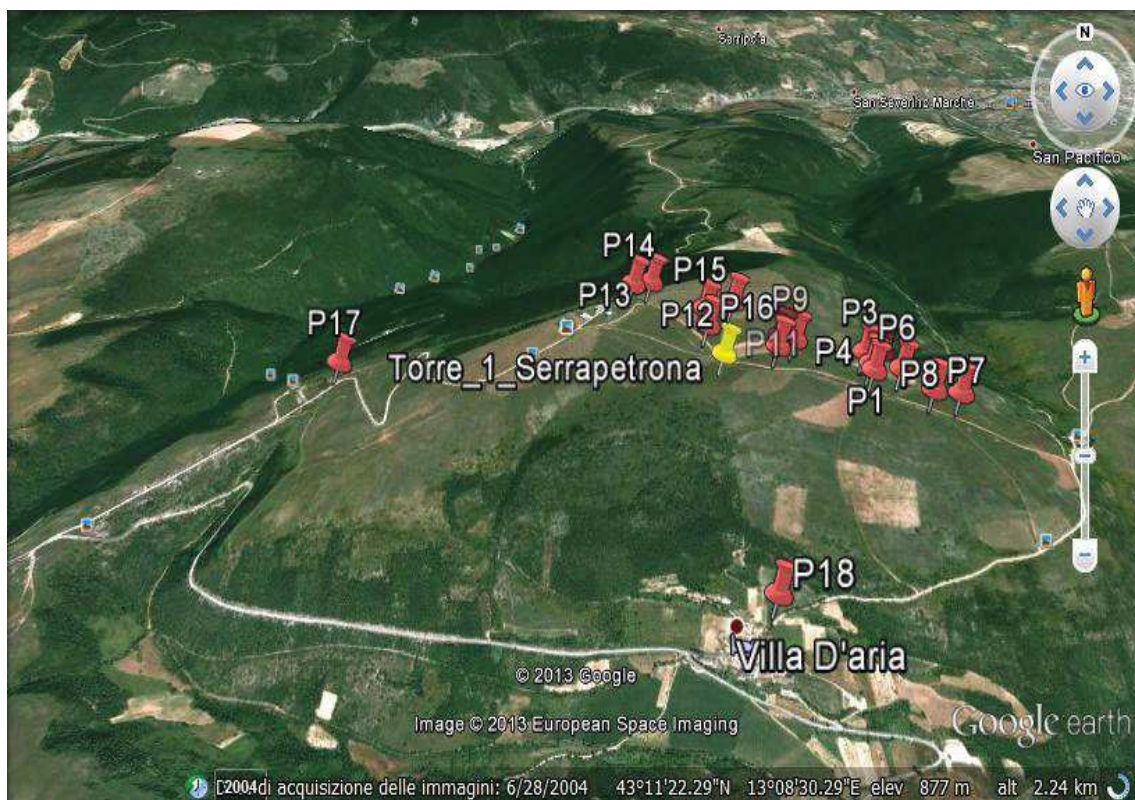 Serripola
N
San Severino Marche
San Pacifico
P14
P13
P15
P12
P16
P9
P11
P3
P6
P4
P1
P8
P7
P17
Torre_1_Serrapetrona
P18
Villa D'aria
© 2013 Google
Image © 2013 European Space Imaging
Google earth
2004 di acquisizione delle immagini: 6/28/2004 43°11'22.29"N 13°08'30.29"E elev 877 m alt 2.24 km